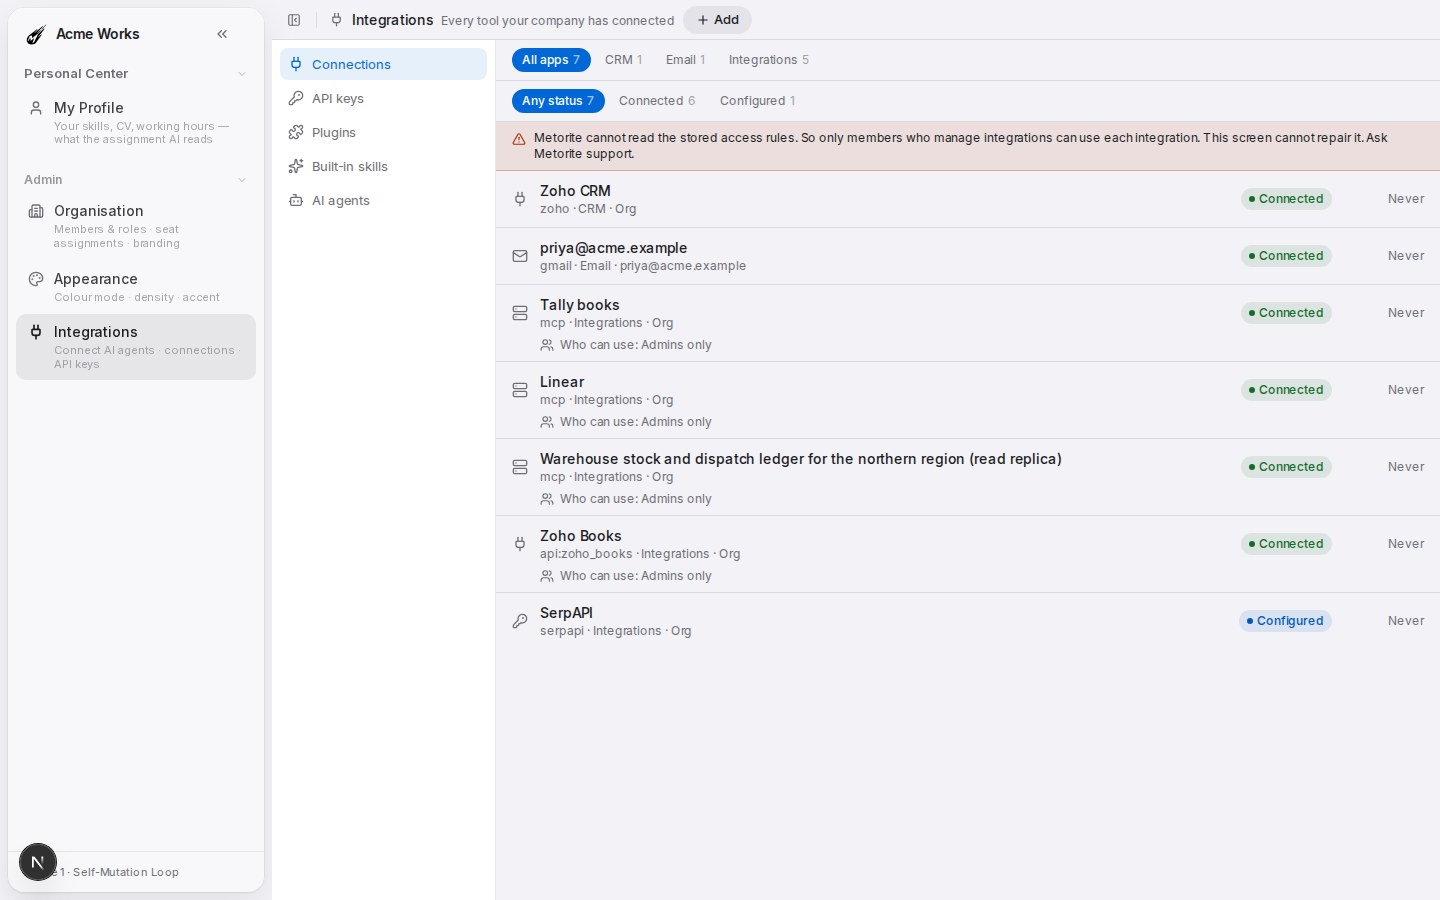 Acme Works
Personal Center
My Profile
Your skills, CV, working hours —
what the assignment AI reads
Admin
Organisation
Members & roles · seat
assignments · branding
Appearance
Colour mode · density · accent
Integrations
Connect AI agents · connections ·
API keys
N
1 · Self-Mutation Loop
Integrations Every tool your company has connected + Add
Connections
API keys
Plugins
Built-in skills
AI agents
All apps 7 CRM 1 Email 1 Integrations 5
Any status 7 Connected 6 Configured 1
Metorite cannot read the stored access rules. So only members who manage integrations can use each integration. This screen cannot repair it. Ask
Metorite support.
Zoho CRM
zoho · CRM · Org
Connected Never
priya@acme.example
gmail · Email · priya@acme.example
Connected Never
Tally books
mcp · Integrations · Org
Who can use: Admins only
Connected Never
Linear
mcp · Integrations · Org
Who can use: Admins only
Connected Never
Warehouse stock and dispatch ledger for the northern region (read replica)
mcp · Integrations · Org
Who can use: Admins only
Connected Never
Zoho Books
api:zoho_books · Integrations · Org
Who can use: Admins only
Connected Never
SerpAPI
serpapi · Integrations · Org
Configured Never